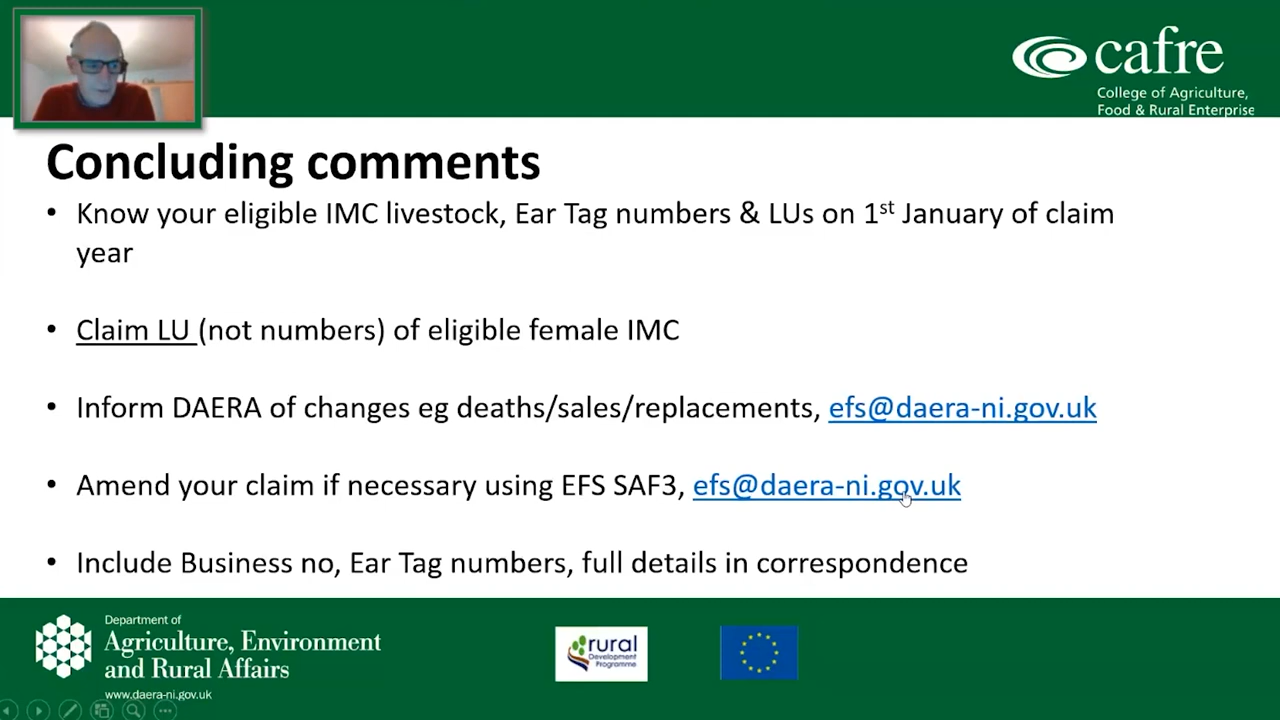 cafre
College of Agriculture,
Food & Rural Enterprise
Concluding comments
• Know your eligible IMC livestock, Ear Tag numbers & LUs on 1st January of claim
year
• Claim LU (not numbers) of eligible female IMC
• Inform DAERA of changes eg deaths/sales/replacements, efs@daera-ni.gov.uk
• Amend your claim if necessary using EFS SAF3, efs@daera-ni.gov.uk
• Include Business no, Ear Tag numbers, full details in correspondence
Department of
Agriculture, Environment
and Rural Affairs
www.daera-ni.gov.uk
rural
Development
Programme